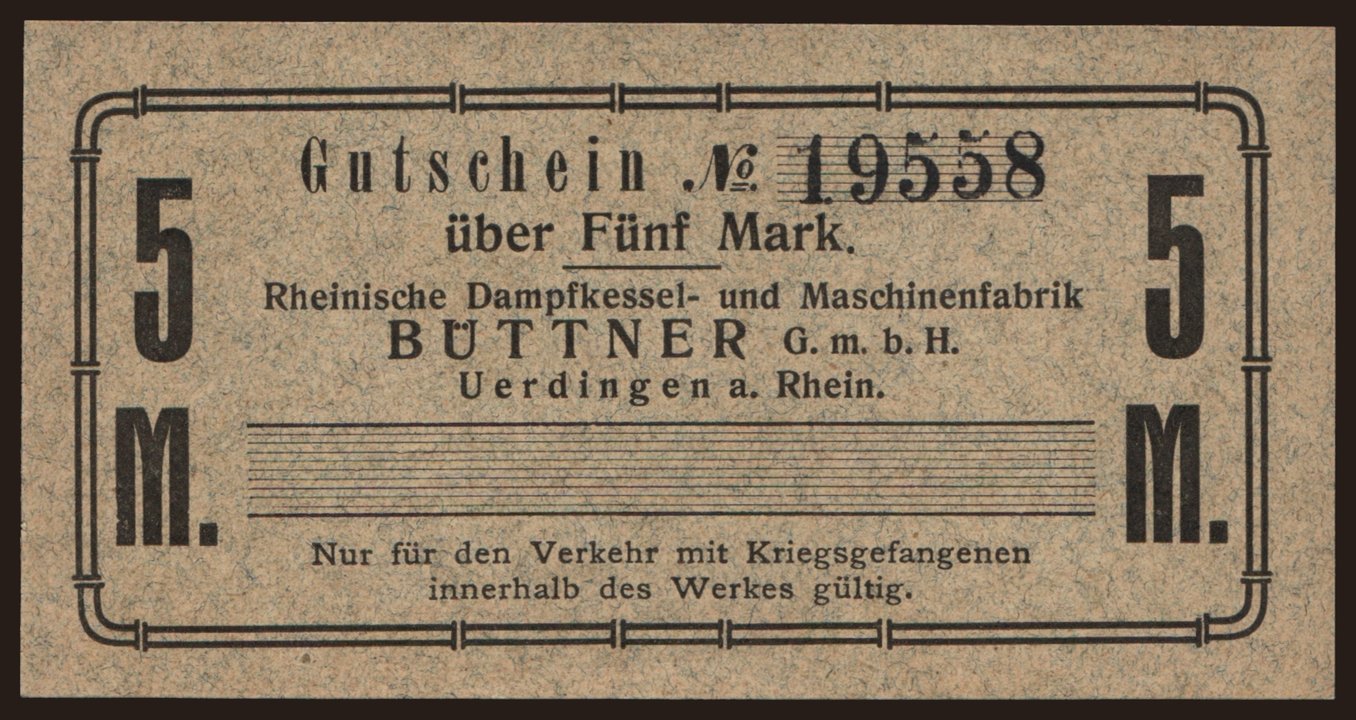 Gutschein No. 19558
über Fünf Mark.
Rheinische Dampfkessel- und Maschinenfabrik
BÜTTNER G. m. b. H.
Uerdingen a. Rhein.
5 M.
5 M.
Nur für den Verkehr mit Kriegsgefangenen
innerhalb des Werkes gültig.